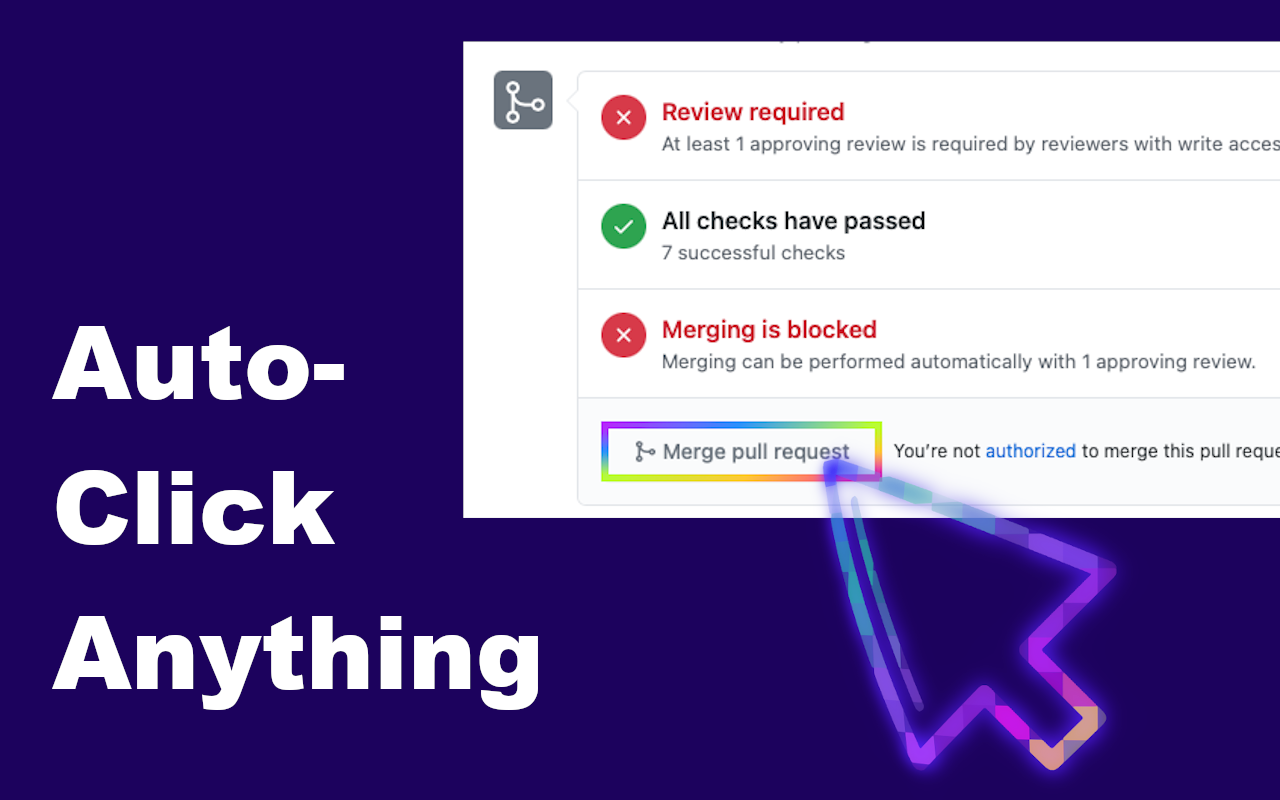 Review required
At least 1 approving review is required by reviewers with write
All checks have passed
7 successful checks
Merging is blocked
Merging can be performed automatically with 1 approving review.
Merge pull request
You’re not authorized to merge this pull
Auto-
Click
Anything